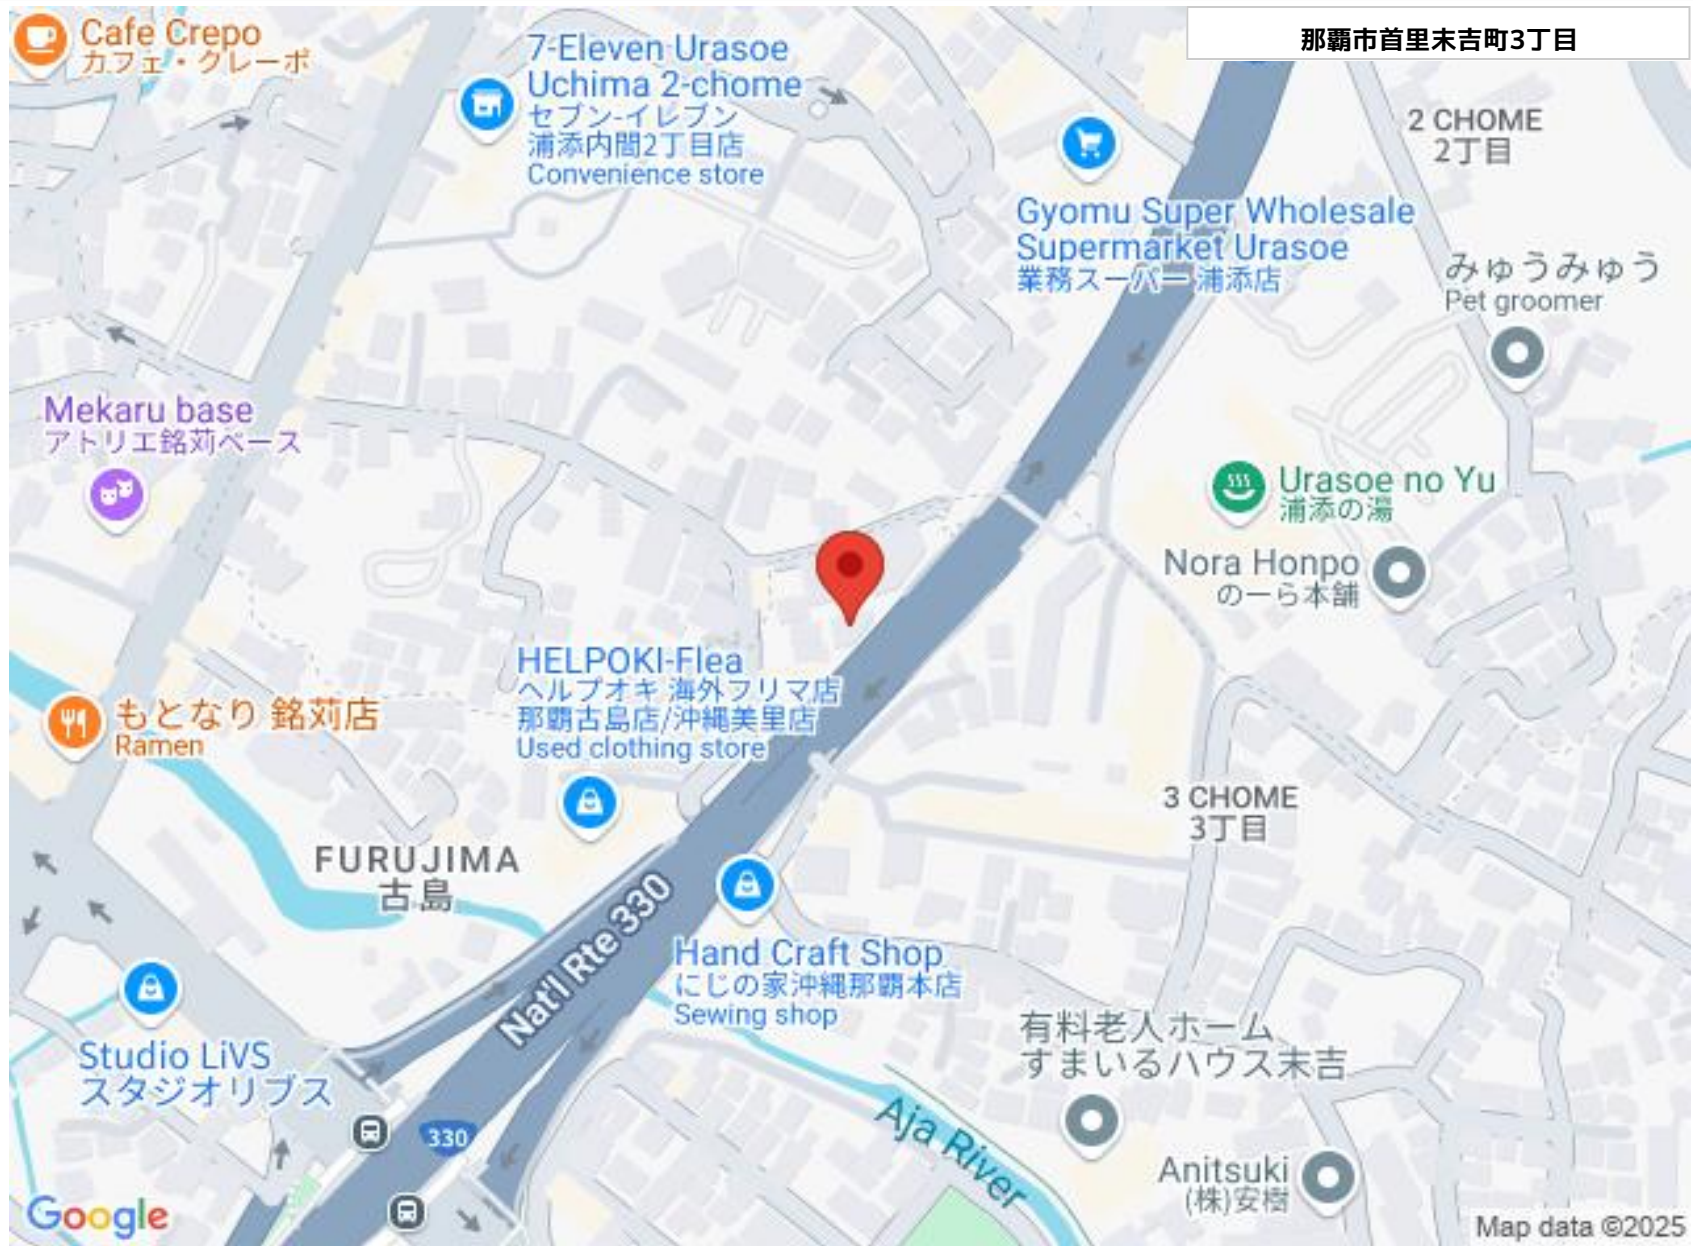 那覇市首里末吉町3丁目
Cafe Crepo
カフェ・クレーポ
7-Eleven Urasoe
Uchima 2-chome
セブン-イレブン
浦添内間2丁目店
Convenience store
2 CHOME
2丁目
Gyomu Super Wholesale
Supermarket Urasoe
業務スーパー 浦添店
みゅうみゅう
Pet groomer
Mekaru base
アトリエ銘苅ベース
Urasoe no Yu
浦添の湯
Nora Honpo
のーら本舗
HELPOKI-Flea
ヘルプオキ 海外フリマ店
那覇古島店/沖縄美里店
Used clothing store
もとなり 銘苅店
Ramen
3 CHOME
3丁目
FURUJIMA
古島
Nat'l Rte 330
Hand Craft Shop
にじの家沖縄那覇本店
Sewing shop
有料老人ホーム
すまいるハウス末吉
Studio LiVS
スタジオリブス
330
Aja River
Anitsuki
(株)安樹
Google
Map data ©2025